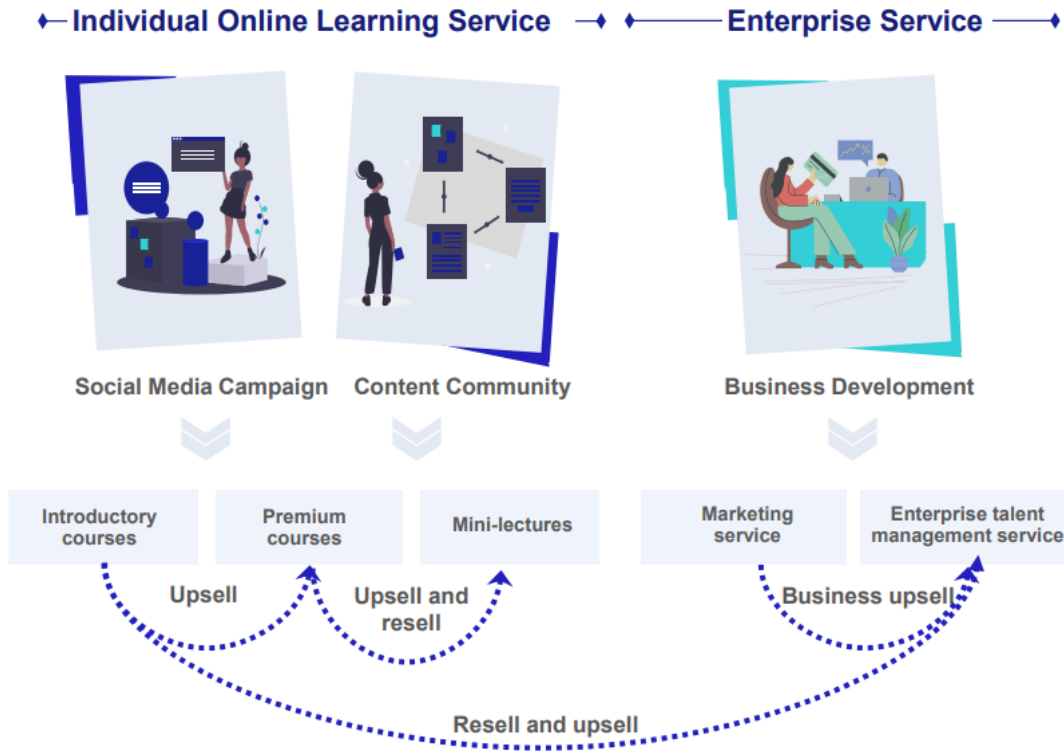 Individual Online Learning Service
Enterprise Service
Social Media Campaign
Content Community
Business Development
Introductory
courses
Premium
courses
Mini-lectures
Marketing
service
Enterprise talent
management service
Upsell
Upsell and
resell
Business upsell
Resell and upsell